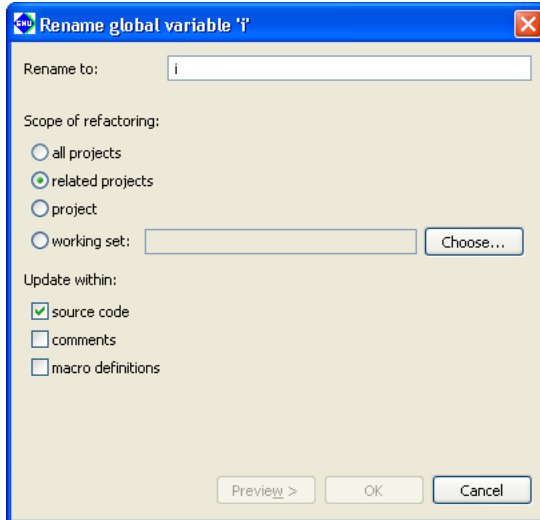 GNU Rename global variable 'i'
Rename to: i
Scope of refactoring:
all projects
related projects
project
working set: Choose...
Update within:
source code
comments
macro definitions
Preview > OK Cancel